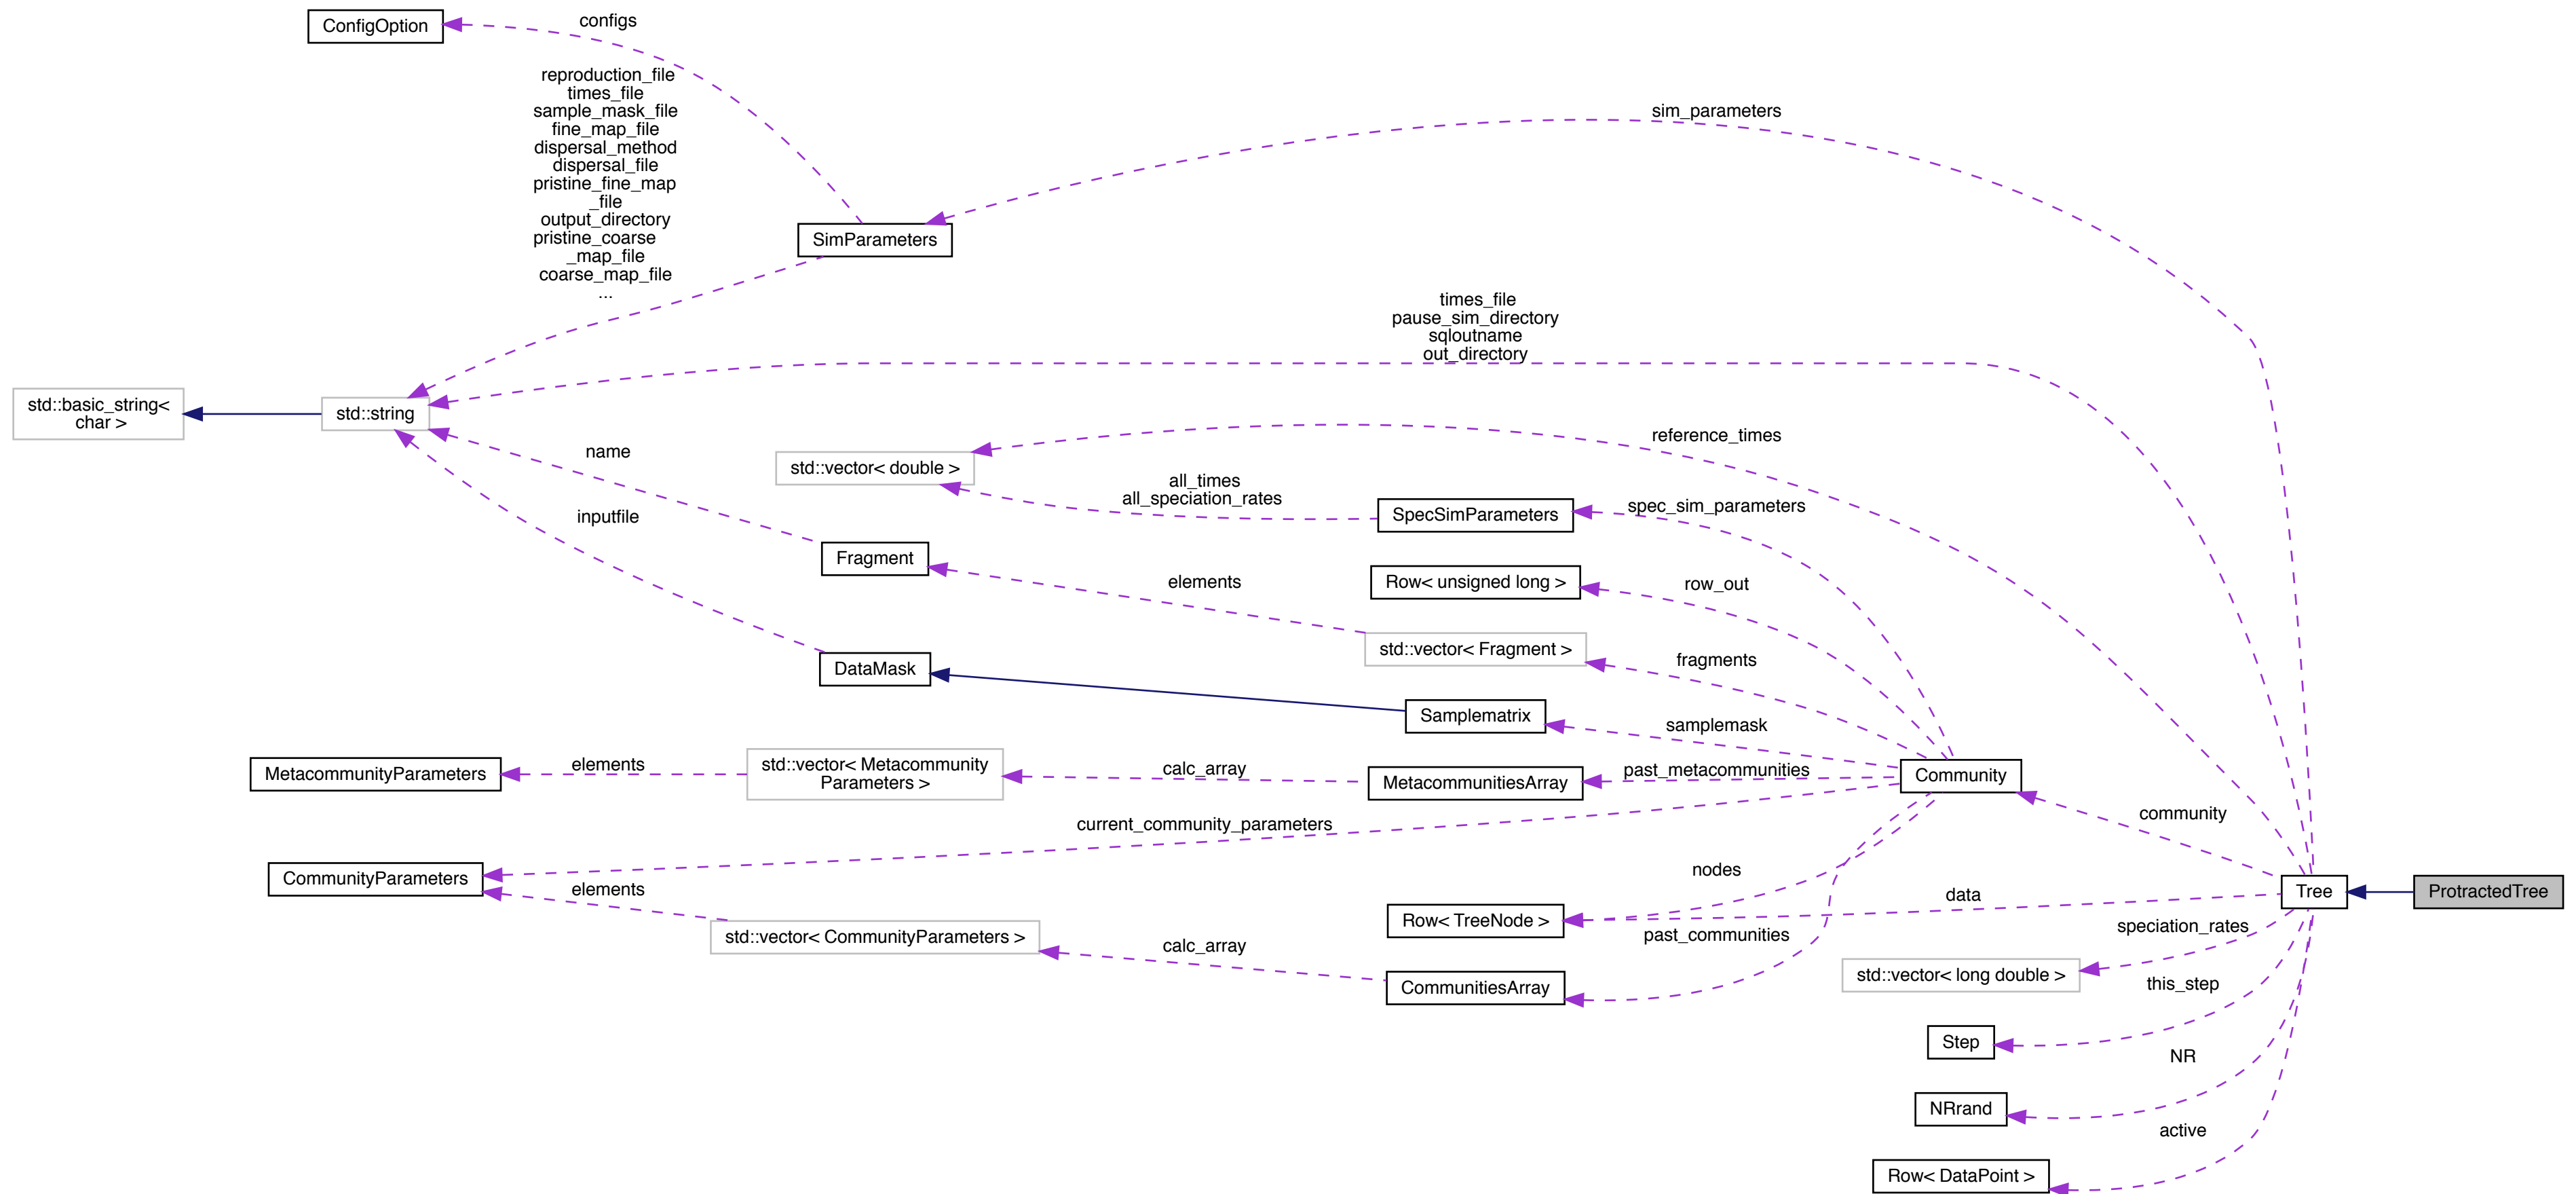 ConfigOption
configs
reproduction_file
times_file
sample_mask_file
fine_map_file
dispersal_method
dispersal_file
pristine_fine_map
_file
output_directory
pristine_coarse
_map_file
coarse_map_file
...
sim_parameters
SimParameters
times_file
pause_sim_directory
sqloutname
out_directory
std::basic_string<
char >
std::string
name
inputfile
reference_times
std::vector< double >
all_times
all_speciation_rates
SpecSimParameters
spec_sim_parameters
Fragment
elements
Row< unsigned long >
row_out
std::vector< Fragment >
fragments
DataMask
Samplematrix
samplemask
MetacommunityParameters
elements
std::vector< Metacommunity
Parameters >
calc_array
MetacommunitiesArray
past_metacommunities
Community
current_community_parameters
community
CommunityParameters
elements
std::vector< CommunityParameters >
calc_array
nodes
Row< TreeNode >
data
past_communities
CommunitiesArray
Tree
ProtractedTree
speciation_rates
std::vector< long double >
this_step
Step
NR
NRrand
active
Row< DataPoint >